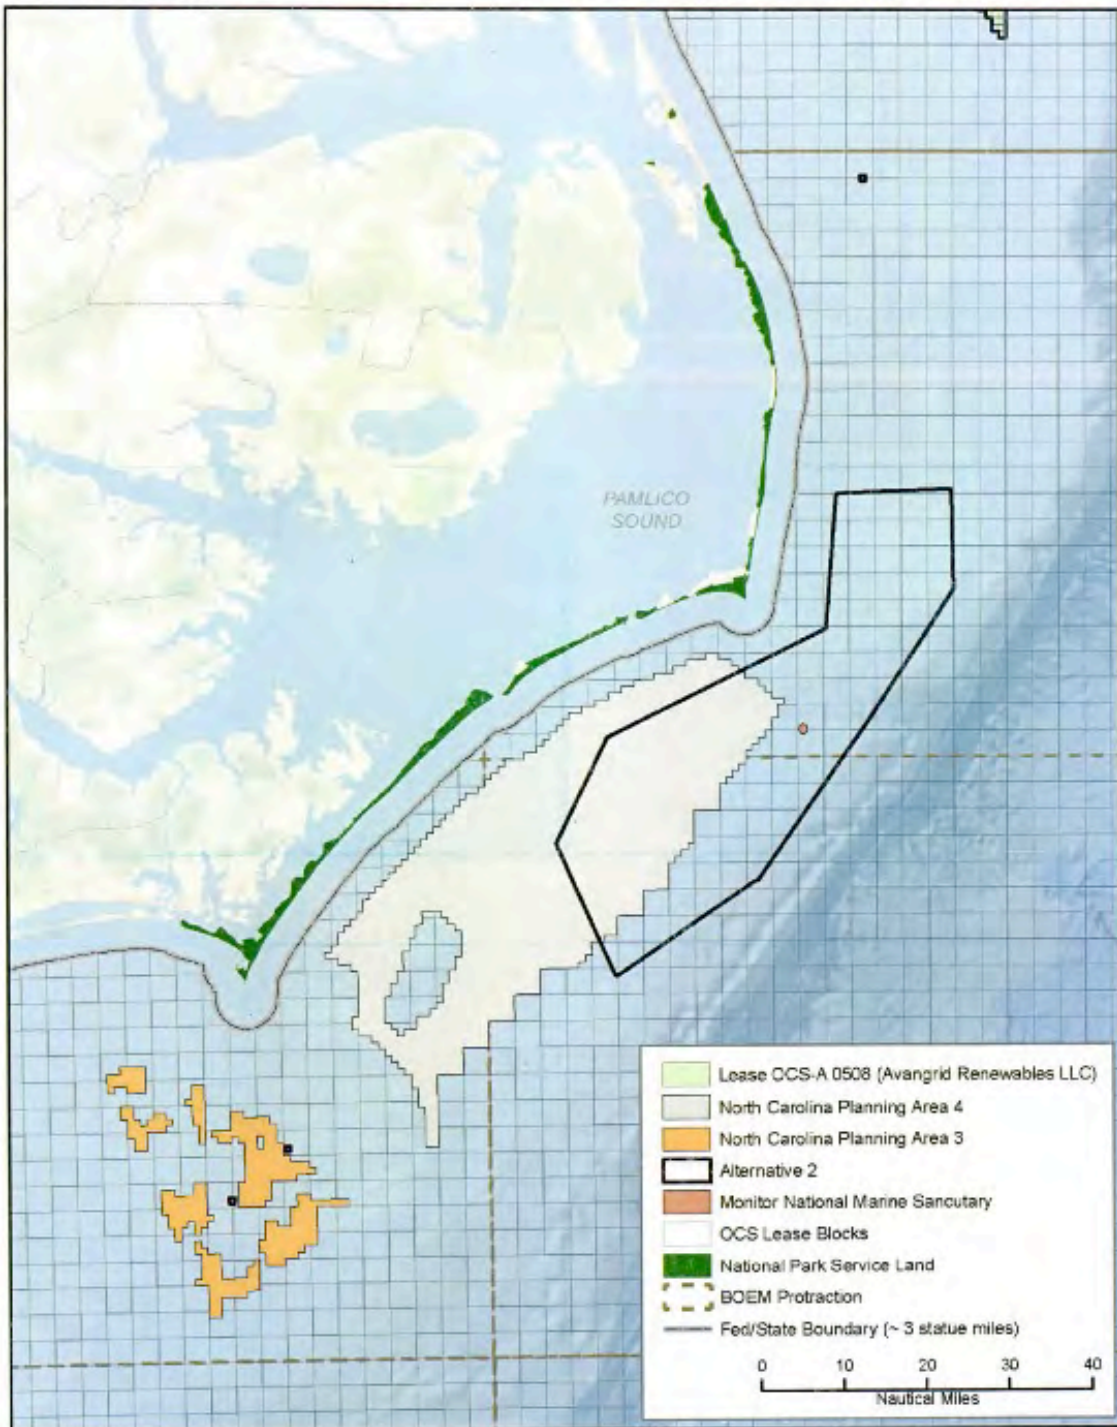 PAMLICO
SOUND
Lease OCS-A 0508 (Avangrid Renewables LLC)
North Carolina Planning Area 4
North Carolina Planning Area 3
Alternative 2
Monitor National Marine Sancutary
OCS Lease Blocks
National Park Service Land
BOEM Protraction
Fed/State Boundary (~ 3 statue miles)
0 10 20 30 40
Nautical Miles